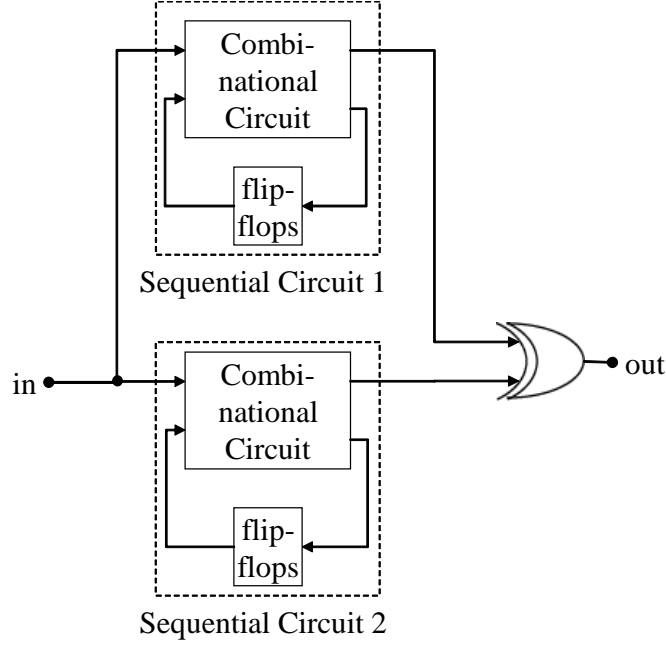 Combi-
national
Circuit
flip-
flops
Sequential Circuit 1
in
Combi-
national
Circuit
out
flip-
flops
Sequential Circuit 2